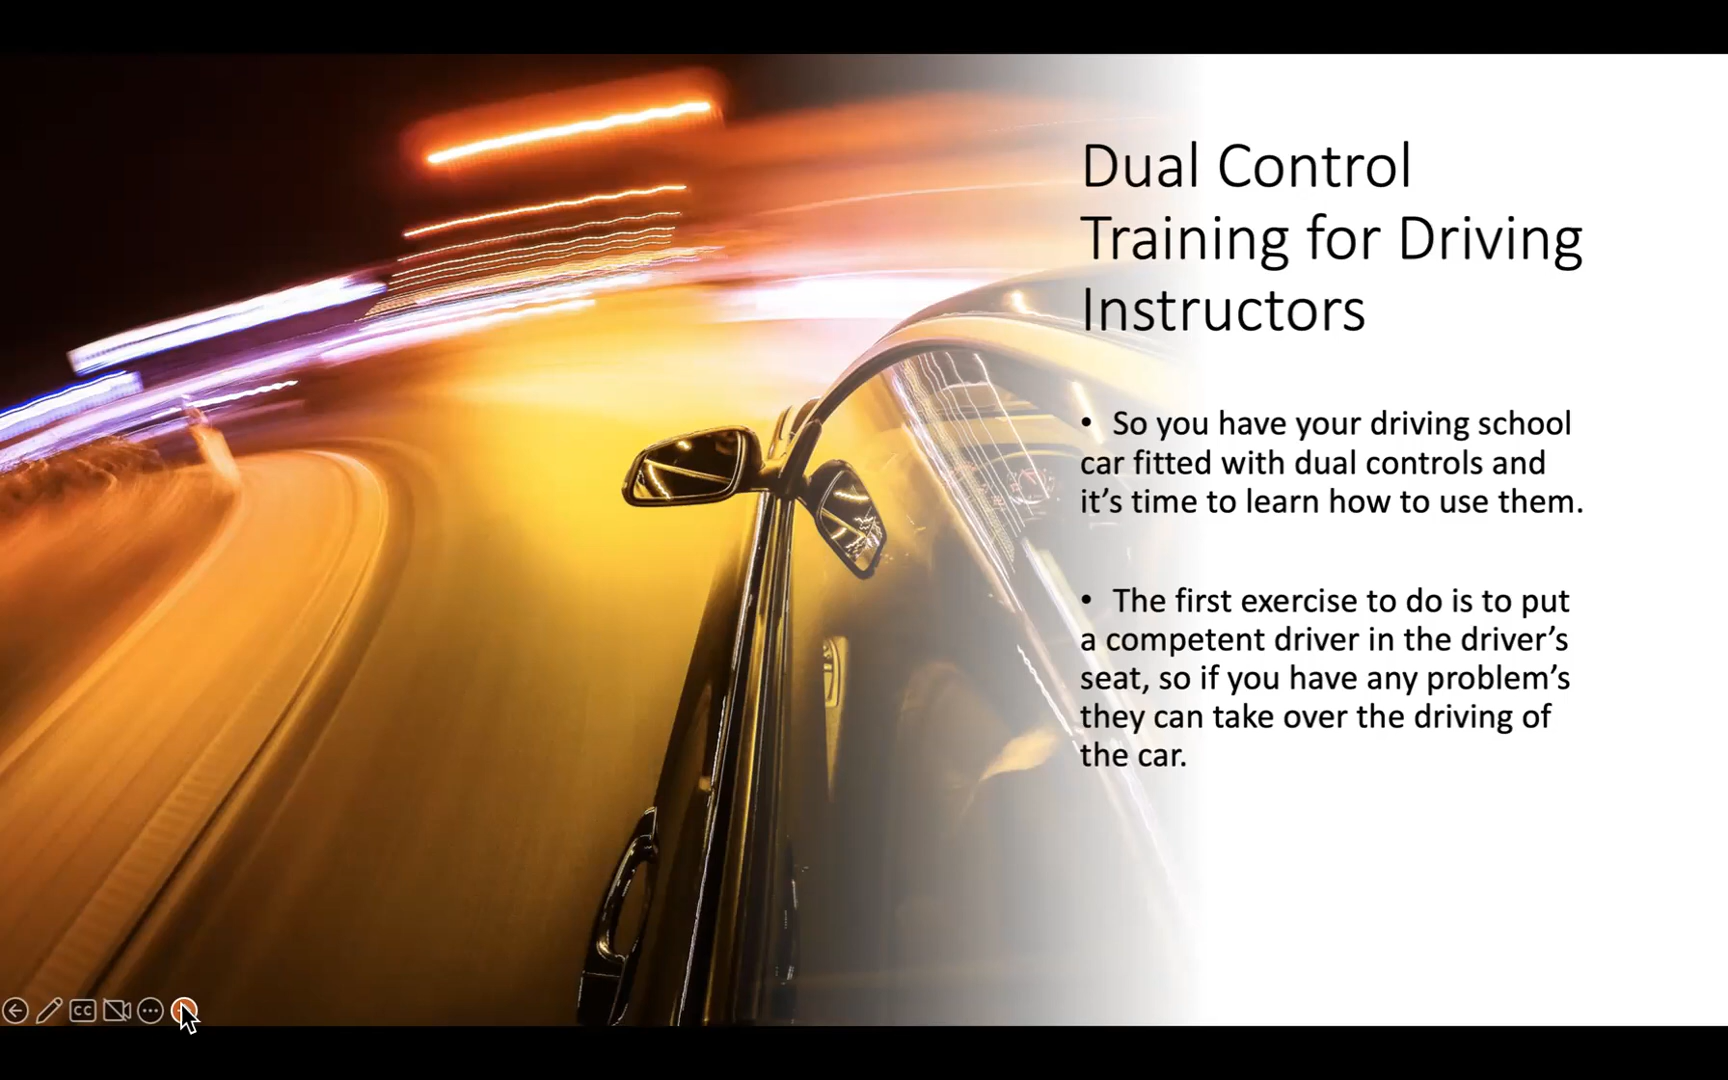 Dual Control
Training for Driving
Instructors
• So you have your driving school
car fitted with dual controls and
it’s time to learn how to use them.
• The first exercise to do is to put
a competent driver in the driver’s
seat, so if you have any problem’s
they can take over the driving of
the car.
CC